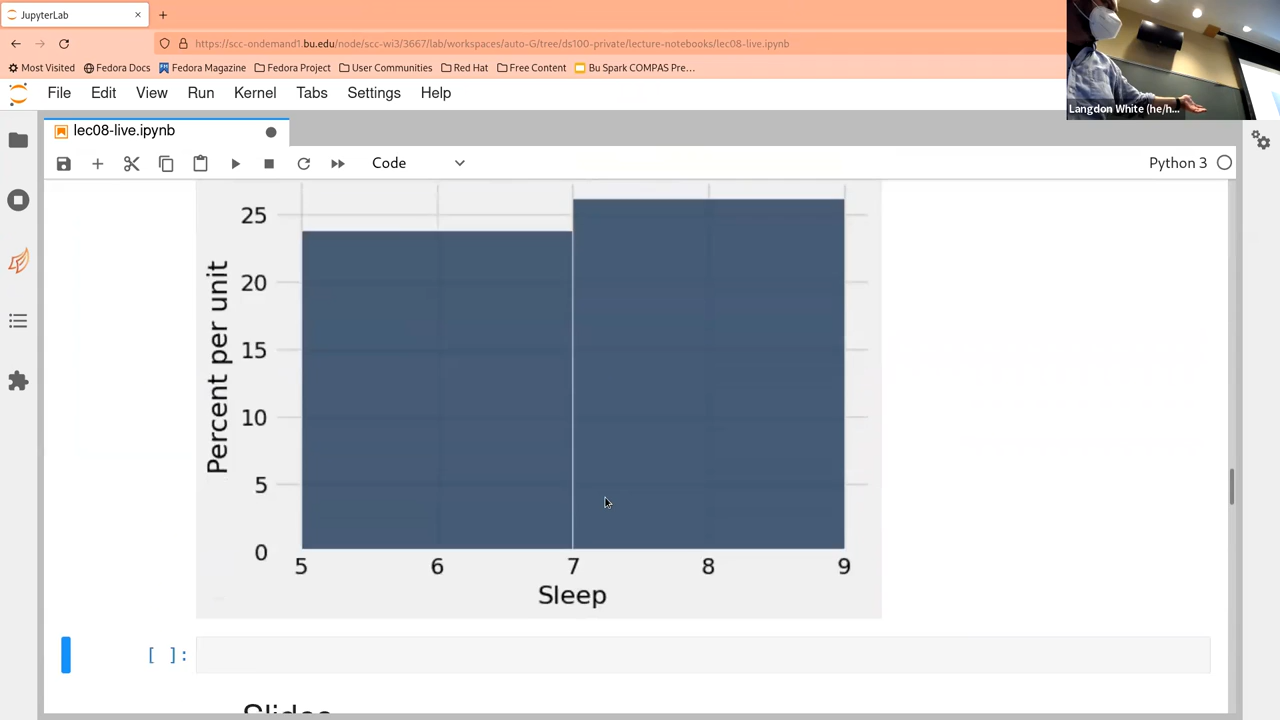 JupyterLab
https://scc-ondemand1.bu.edu/node/scc-wi3/3667/lab/workspaces/auto-G/tree/ds100-private/lecture-notebooks/lec08-live.ipynb
Most Visited Fedora Docs Fedora Magazine Fedora Project User Communities Red Hat Free Content Bu Spark COMPAS Pre…
File Edit View Run Kernel Tabs Settings Help
Langdon White (he/h...
lec08-live.ipynb
Code Python 3
25
20
15
10
5
0
Percent per unit
5 6 7 8 9
Sleep
[ ]:
Slides